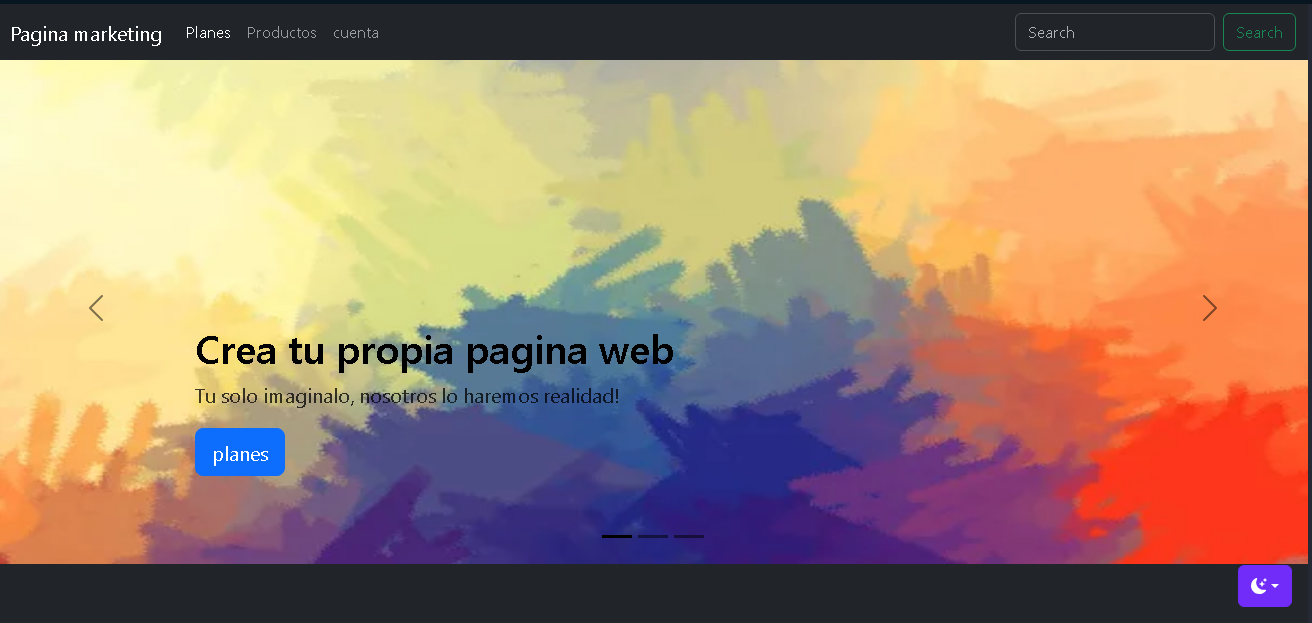 Pagina marketing Planes Productos cuenta Search Search
Crea tu propia pagina web
Tu solo imaginalo, nosotros lo haremos realidad!
planes